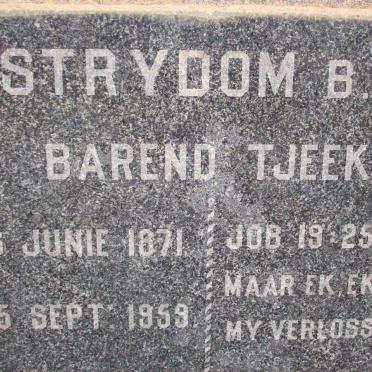 STRYDOM B.
BAREND TJEEK
JUNIE 1871
5 SEPT. 1959.
JOB 19:25
MAAR EK EK
MY VERLOSS